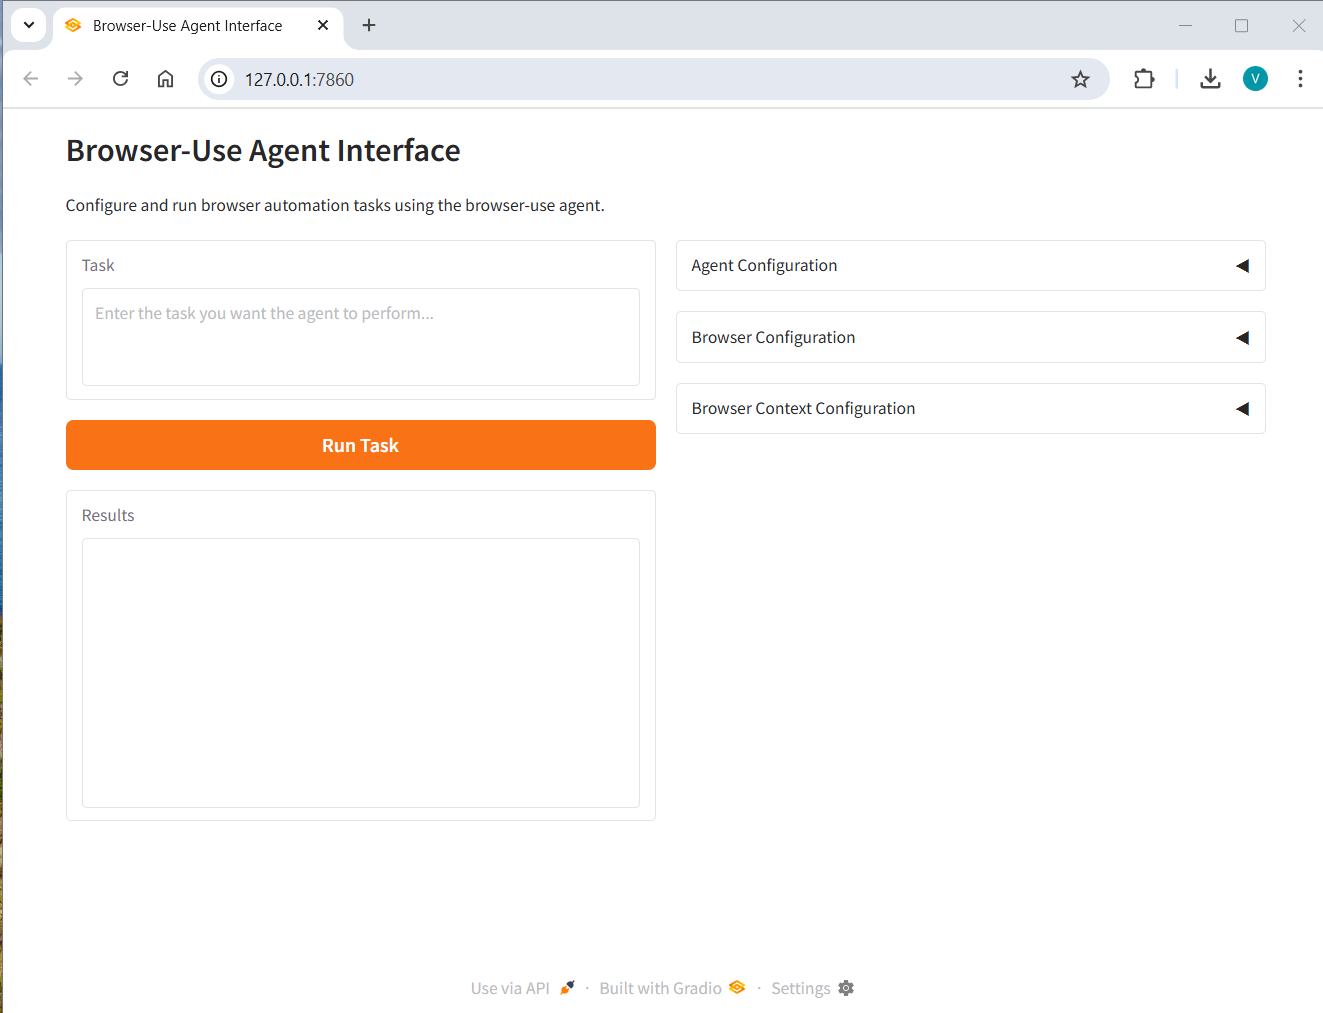 Browser-Use Agent Interface
127.0.0.1:7860
V
Browser-Use Agent Interface
Configure and run browser automation tasks using the browser-use agent.
Task
Enter the task you want the agent to perform...
Run Task
Results
Agent Configuration
Browser Configuration
Browser Context Configuration
Use via API · Built with Gradio · Settings